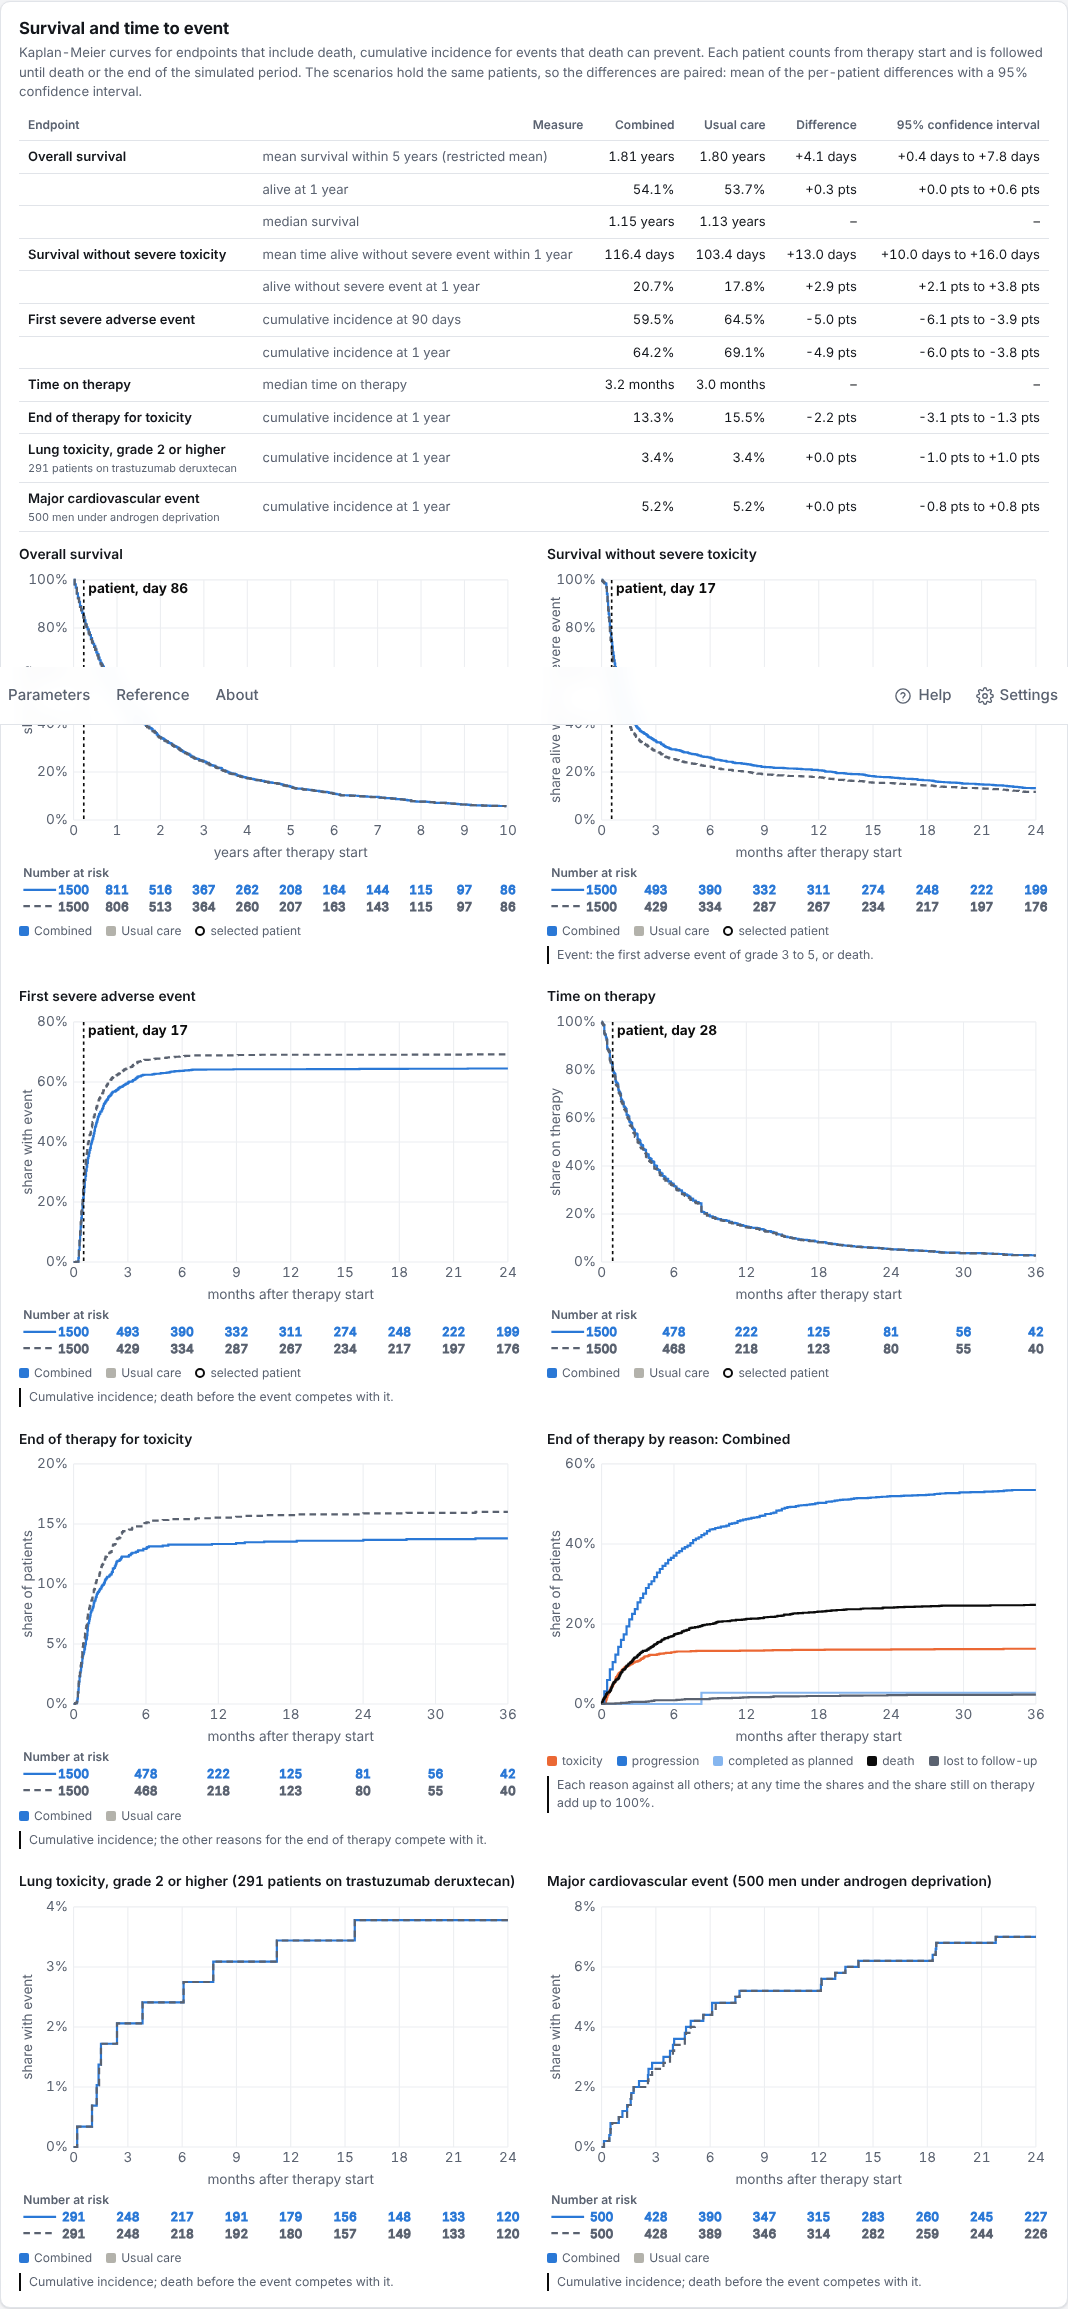 Survival and time to event
Kaplan-Meier curves for endpoints that include death, cumulative incidence for events that death can prevent. Each patient counts from therapy start and is followed
until death or the end of the simulated period. The scenarios hold the same patients, so the differences are paired: mean of the per-patient differences with a 95%
confidence interval.
Endpoint Measure Combined Usual care Difference 95% confidence interval
Overall survival mean survival within 5 years (restricted mean) 1.81 years 1.80 years +4.1 days +0.4 days to +7.8 days
alive at 1 year 54.1% 53.7% +0.3 pts +0.0 pts to +0.6 pts
median survival 1.15 years 1.13 years – –
Survival without severe toxicity mean time alive without severe event within 1 year 116.4 days 103.4 days +13.0 days +10.0 days to +16.0 days
alive without severe event at 1 year 20.7% 17.8% +2.9 pts +2.1 pts to +3.8 pts
First severe adverse event cumulative incidence at 90 days 59.5% 64.5% -5.0 pts -6.1 pts to -3.9 pts
cumulative incidence at 1 year 64.2% 69.1% -4.9 pts -6.0 pts to -3.8 pts
Time on therapy median time on therapy 3.2 months 3.0 months – –
End of therapy for toxicity cumulative incidence at 1 year 13.3% 15.5% -2.2 pts -3.1 pts to -1.3 pts
Lung toxicity, grade 2 or higher cumulative incidence at 1 year 3.4% 3.4% +0.0 pts -1.0 pts to +1.0 pts
291 patients on trastuzumab deruxtecan
Major cardiovascular event cumulative incidence at 1 year 5.2% 5.2% +0.0 pts -0.8 pts to +0.8 pts
500 men under androgen deprivation
Overall survival
100%
patient, day 86
80%
20%
0%
0 1 2 3 4 5 6 7 8 9 10
years after therapy start
Number at risk
1500 811 516 367 262 208 164 144 115 97 86
1500 806 513 364 260 207 163 143 115 97 86
Combined Usual care selected patient
Survival without severe toxicity
100%
patient, day 17
80%
share alive
20%
0%
0 3 6 9 12 15 18 21 24
months after therapy start
Number at risk
1500 493 390 332 311 274 248 222 199
1500 429 334 287 267 234 217 197 176
Combined Usual care selected patient
Event: the first adverse event of grade 3 to 5, or death.
Parameters Reference About Help Settings
First severe adverse event
80%
patient, day 17
60%
40%
20%
0%
share with event
0 3 6 9 12 15 18 21 24
months after therapy start
Number at risk
1500 493 390 332 311 274 248 222 199
1500 429 334 287 267 234 217 197 176
Combined Usual care selected patient
Cumulative incidence; death before the event competes with it.
Time on therapy
100%
patient, day 28
80%
60%
40%
20%
0%
share on therapy
0 6 12 18 24 30 36
months after therapy start
Number at risk
1500 478 222 125 81 56 42
1500 468 218 123 80 55 40
Combined Usual care selected patient
End of therapy for toxicity
20%
15%
10%
5%
0%
share of patients
0 6 12 18 24 30 36
months after therapy start
Number at risk
1500 478 222 125 81 56 42
1500 468 218 123 80 55 40
Combined Usual care
Cumulative incidence; the other reasons for the end of therapy compete with it.
End of therapy by reason: Combined
60%
40%
20%
0%
share of patients
0 6 12 18 24 30 36
months after therapy start
toxicity progression completed as planned death lost to follow-up
Each reason against all others; at any time the shares and the share still on therapy
add up to 100%.
Lung toxicity, grade 2 or higher (291 patients on trastuzumab deruxtecan)
4%
3%
2%
1%
0%
share with event
0 3 6 9 12 15 18 21 24
months after therapy start
Number at risk
291 248 217 191 179 156 148 133 120
291 248 218 192 180 157 149 133 120
Combined Usual care
Cumulative incidence; death before the event competes with it.
Major cardiovascular event (500 men under androgen deprivation)
8%
6%
4%
2%
0%
share with event
0 3 6 9 12 15 18 21 24
months after therapy start
Number at risk
500 428 390 347 315 283 260 245 227
500 428 389 346 314 282 259 244 226
Combined Usual care
Cumulative incidence; death before the event competes with it.